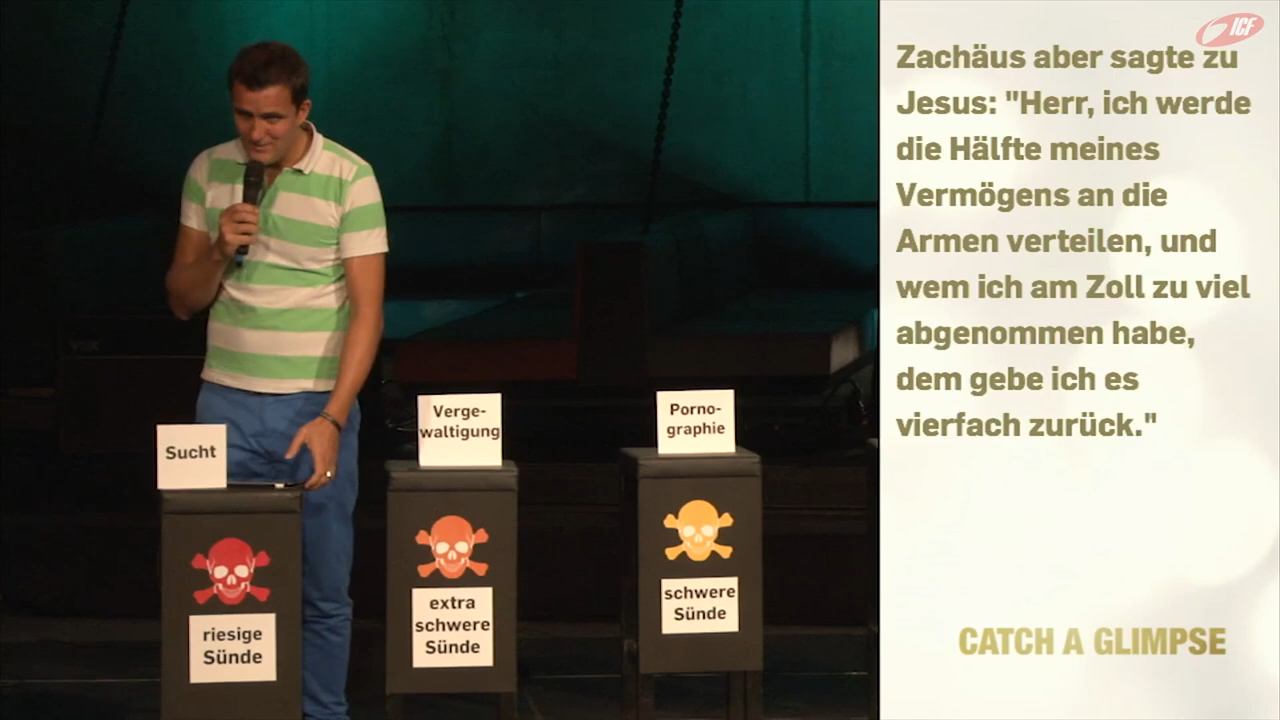 Sucht
riesige
Sünde
Verge-
waltigung
extra
schwere
Sünde
Porno-
graphie
schwere
Sünde
ICF
Zachäus aber sagte zu
Jesus: "Herr, ich werde
die Hälfte meines
Vermögens an die
Armen verteilen, und
wem ich am Zoll zu viel
abgenommen habe,
dem gebe ich es
vierfach zurück."
CATCH A GLIMPSE